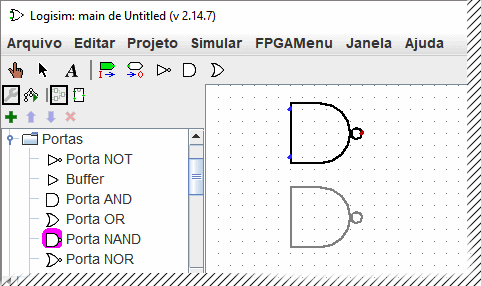 Logisim: main de Untitled (v 2.14.7)
Arquivo Editar Projeto Simular FPGAMenu Janela Ajuda
A
Portas
Porta NOT
Buffer
Porta AND
Porta OR
Porta NAND
Porta NOR